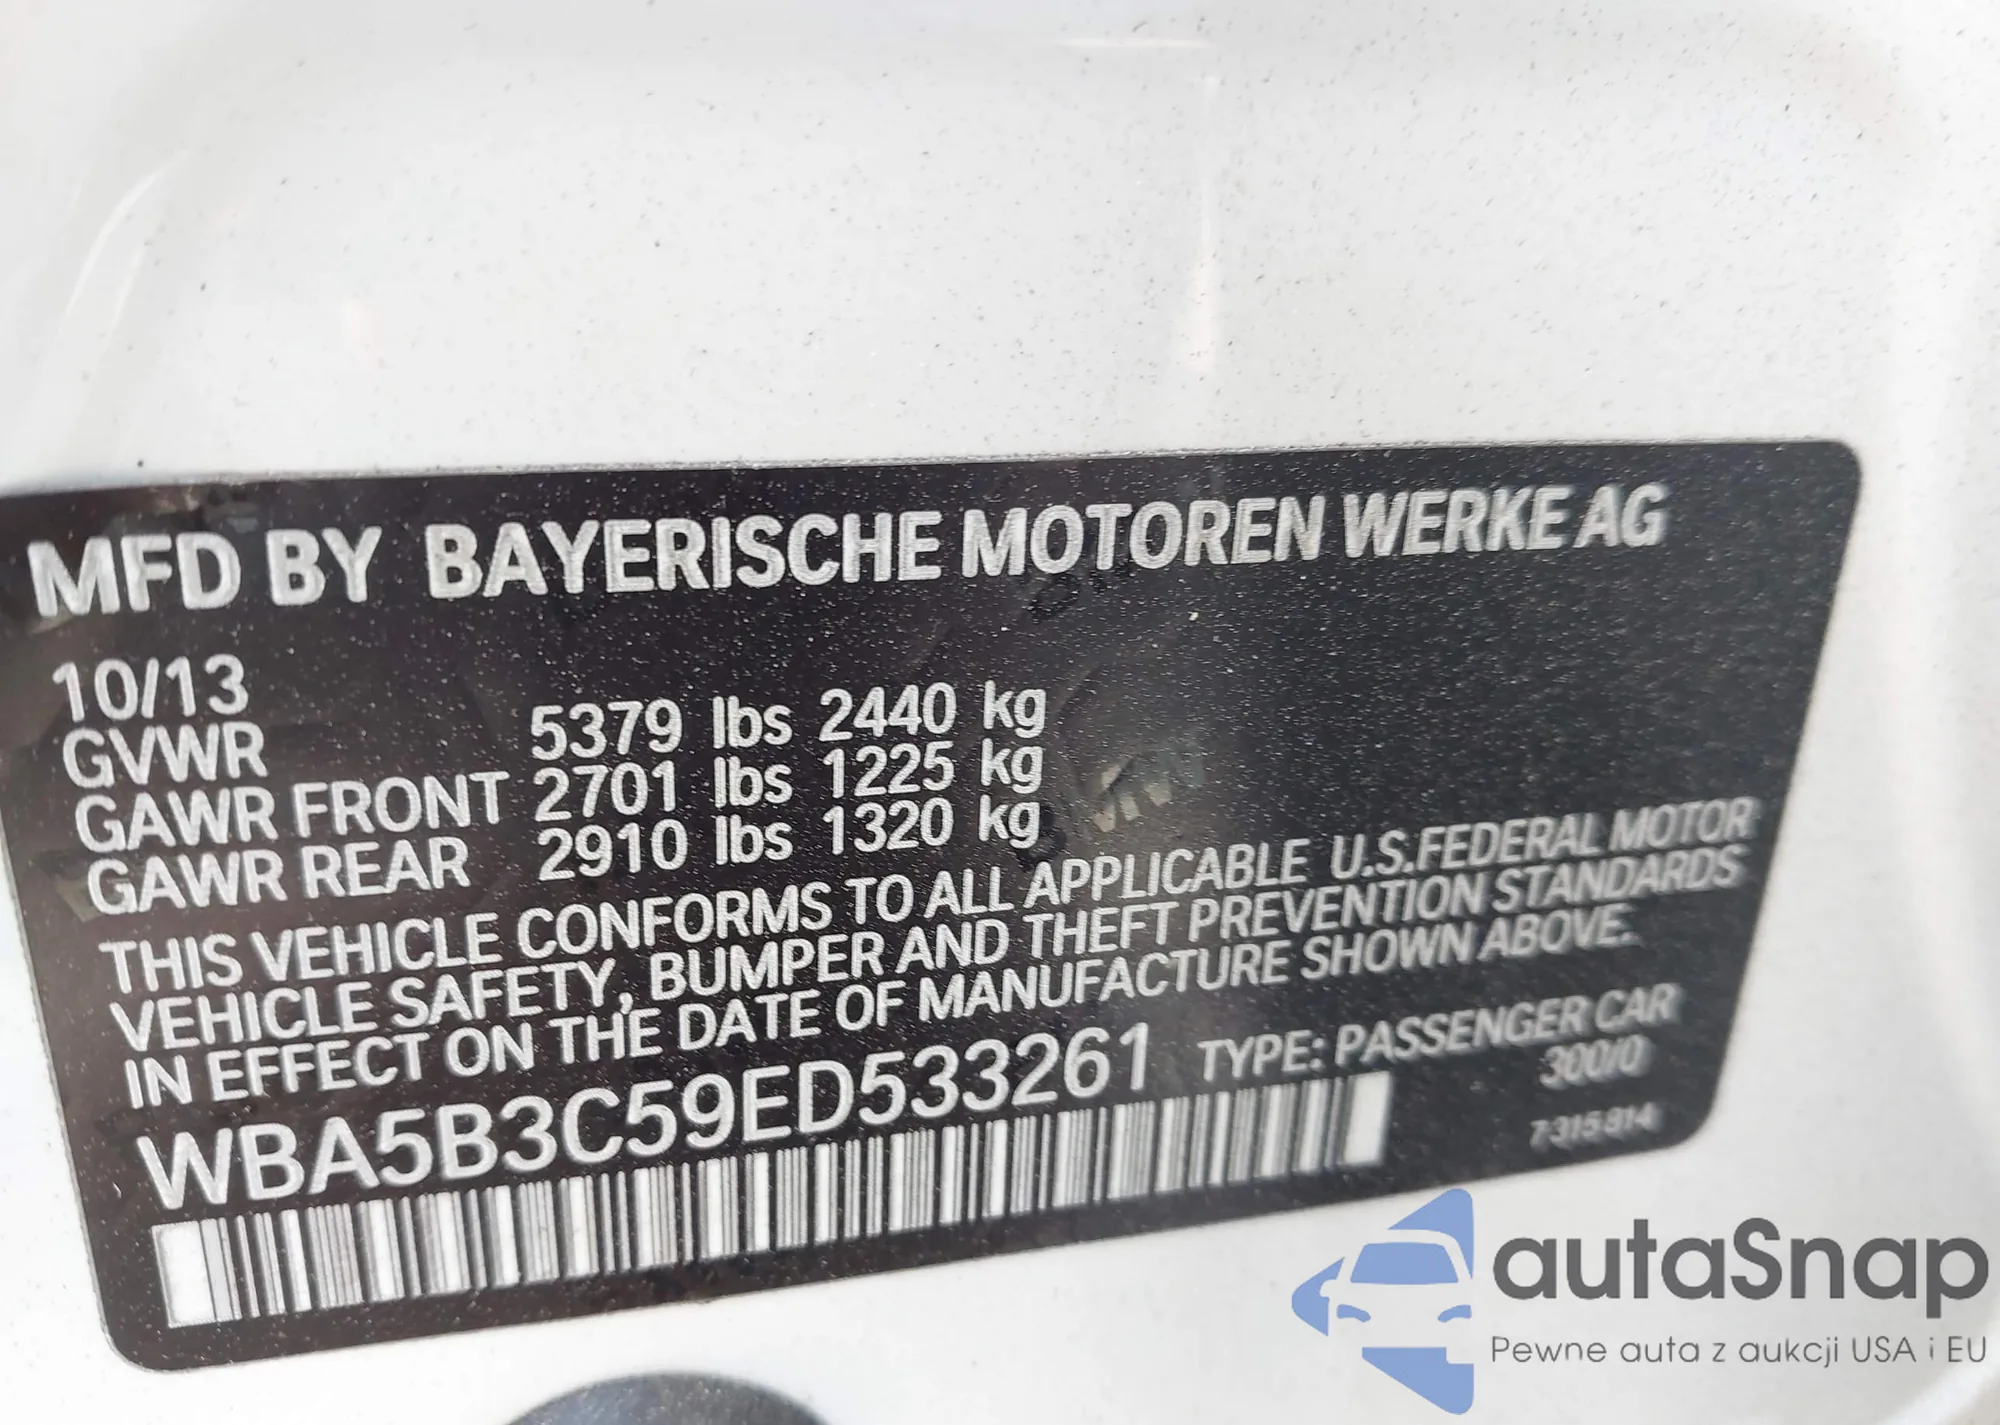 MFD BY BAYERISCHE MOTOREN WERKE AG
10/13
GVWR 5379 lbs 2440 kg
GAWR FRONT 2701 lbs 1225 kg
GAWR REAR 2910 lbs 1320 kg
THIS VEHICLE CONFORMS TO ALL APPLICABLE U.S.FEDERAL MOTOR
VEHICLE SAFETY, BUMPER AND THEFT PREVENTION STANDARDS
IN EFFECT ON THE DATE OF MANUFACTURE SHOWN ABOVE.
WBA5B3C59ED533261 TYPE: PASSENGER CAR
300/0
autaSnap
Pewne auta z aukcji USA i EU